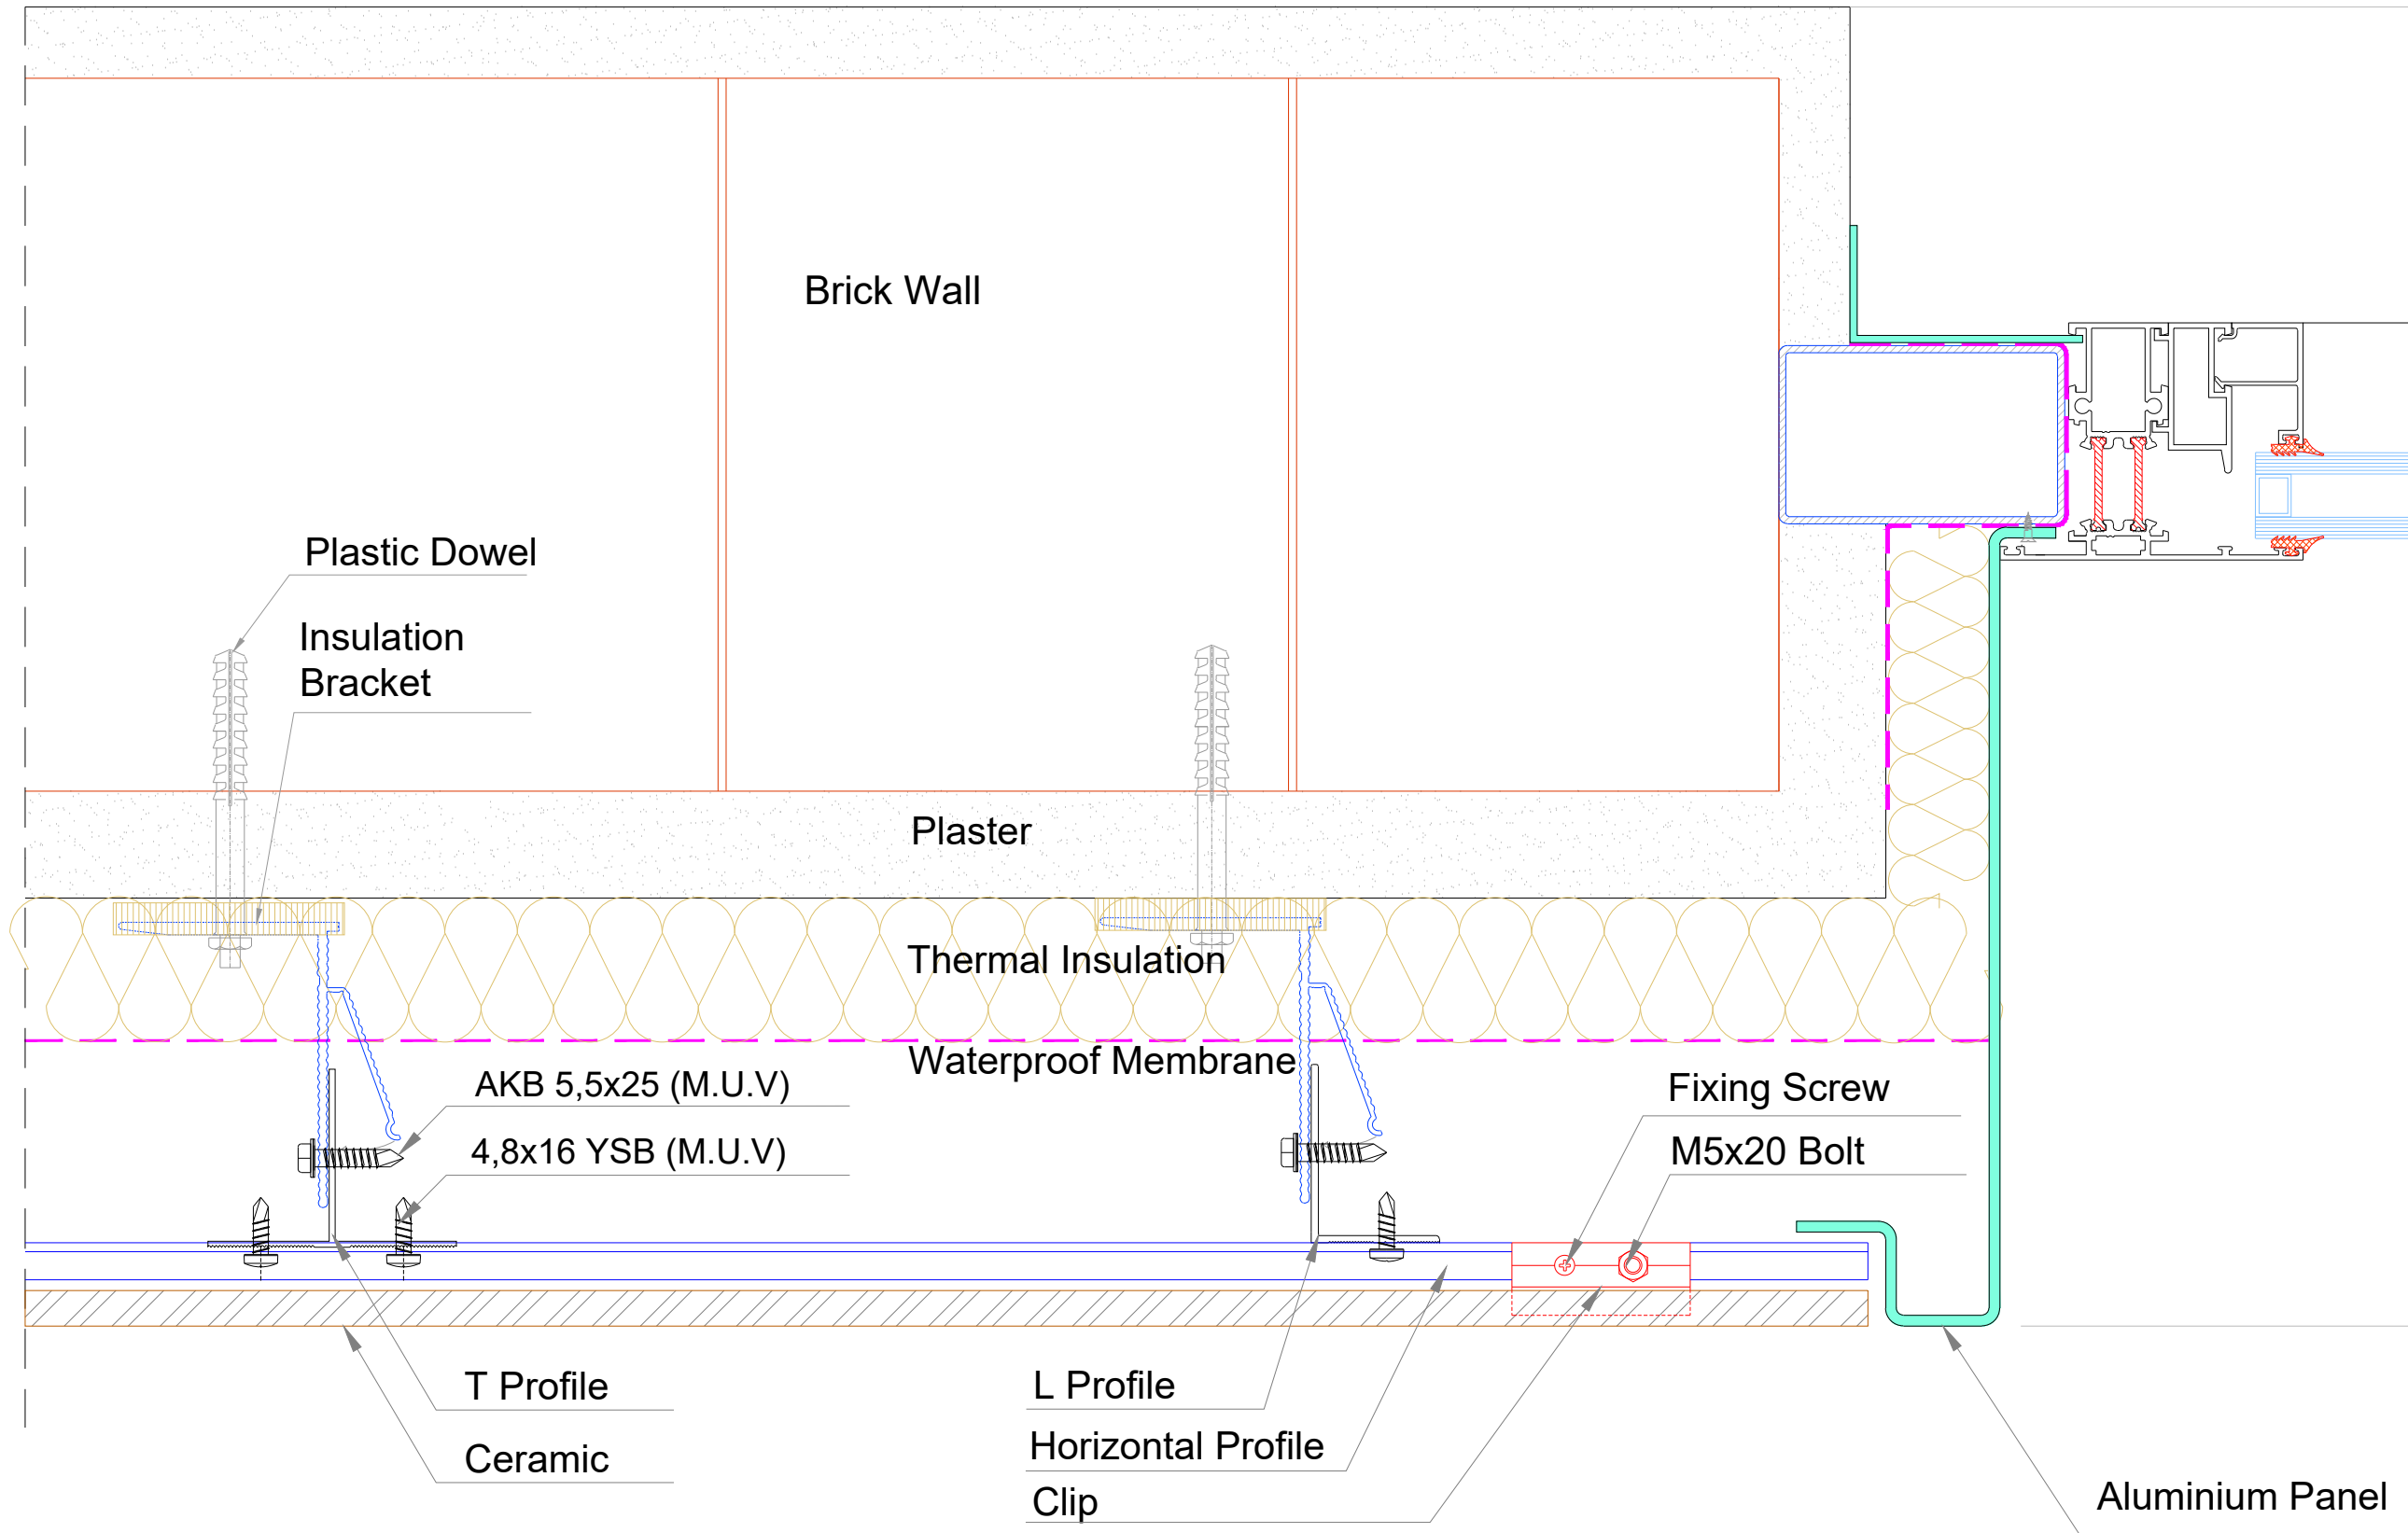 Brick Wall
Plastic Dowel
Insulation
Bracket
Plaster
Thermal Insulation
Waterproof Membrane
AKB 5,5x25 (M.U.V)
4,8x16 YSB (M.U.V)
Fixing Screw
M5x20 Bolt
T Profile
Ceramic
L Profile
Horizontal Profile
Clip
Aluminium Panel